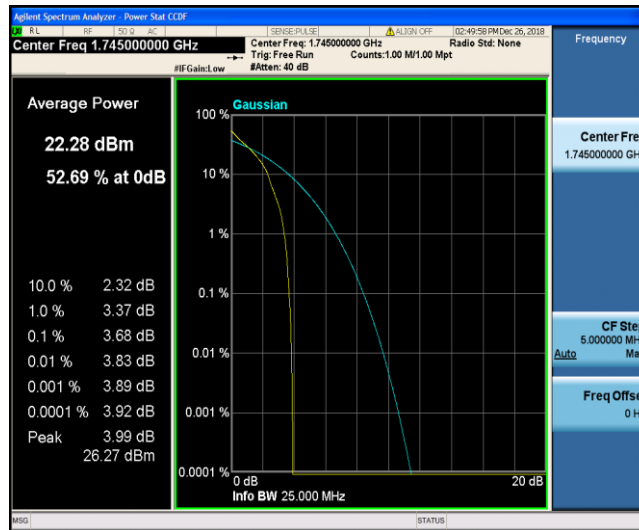 Agilent Spectrum Analyzer - Power Stat CCDF
RL RF 50 Ω AC SENSE:PULSE ALIGN OFF 02:49:58 PM Dec 26, 2018
Center Freq 1.745000000 GHz
Center Freq: 1.745000000 GHz Radio Std: None
Trig: Free Run Counts:1.00 M/1.00 Mpt
#IFGain:Low #Atten: 40 dB
Frequency
Average Power
22.28 dBm
52.69 % at 0dB
10.0 % 2.32 dB
1.0 % 3.37 dB
0.1 % 3.68 dB
0.01 % 3.83 dB
0.001 % 3.89 dB
0.0001 % 3.92 dB
Peak 3.99 dB
26.27 dBm
Gaussian
100 %
10 %
1 %
0.1 %
0.01 %
0.001 %
0.0001 %
0 dB 20 dB
Info BW 25.000 MHz
Center Fre
1.745000000 GH
CF Step
5.000000 MH
Auto Ma
Freq Offse
0 H
MSG STATUS